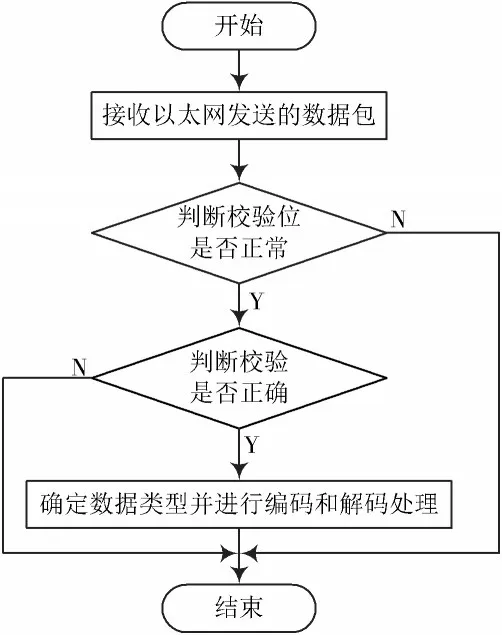 开始
接收以太网发送的数据包
判断校验位
是否正常
N
Y
判断校验
是否正确
N
Y
确定数据类型并进行编码和解码处理
结束